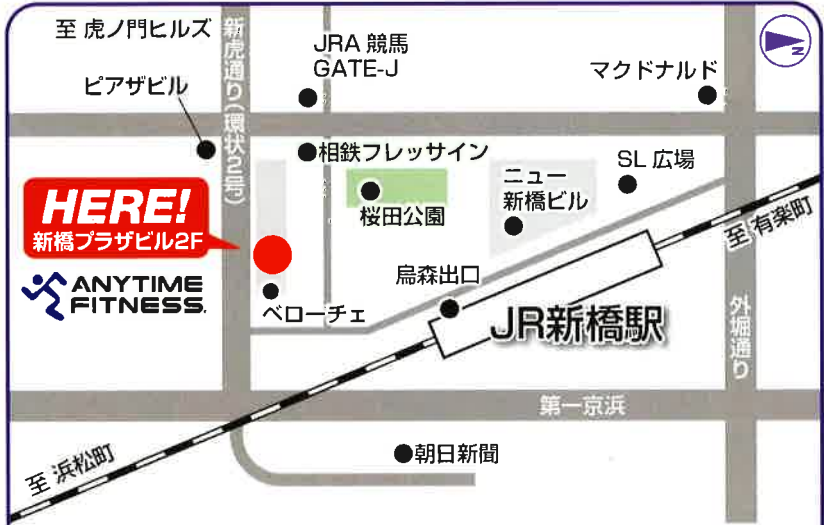 至 虎ノ門ヒルズ
新虎通り(環状2号)
JRA 競馬
GATE-J
マクドナルド
ピアザビル
N
相鉄フレッサイン
SL 広場
ニュー
新橋ビル
桜田公園
HERE!
新橋プラザビル2F
至 有楽町
ANYTIME
FITNESS.
烏森出口
ベローチェ
JR新橋駅
外堀通り
第一京浜
至 浜松町
朝日新聞